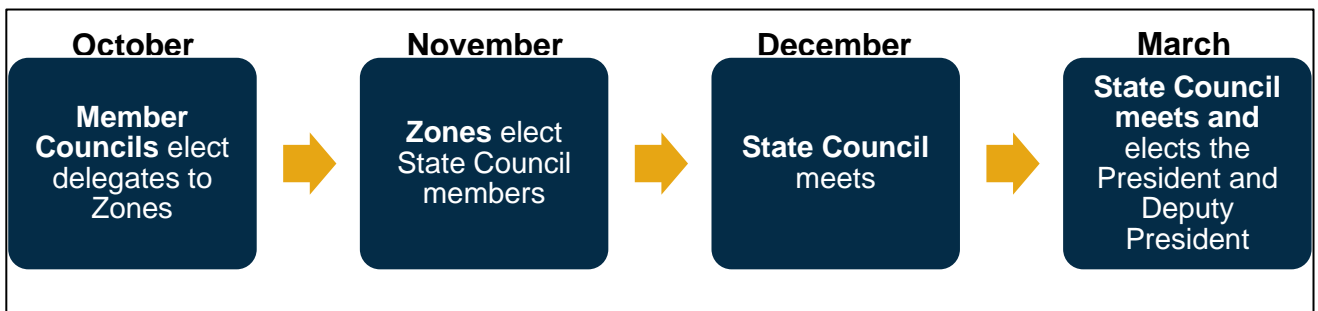 October
Member
Councils elect
delegates to
Zones
November
Zones elect
State Council
members
December
State Council
meets
March
State Council
meets and
elects the
President and
Deputy
President